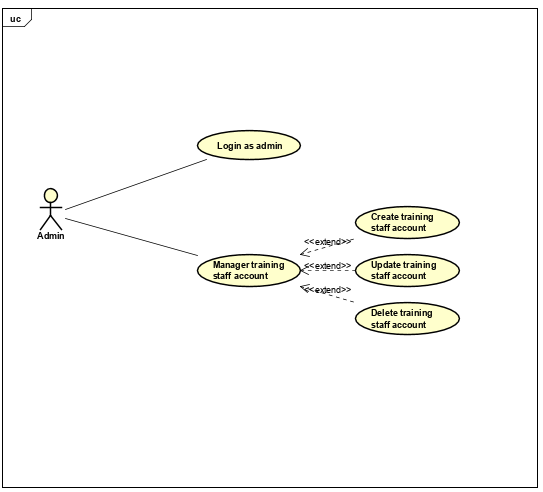 uc
Login as admin
Admin
Manager training
staff account
<<extend>>
<<extend>>
<<extend>>
Create training
staff account
Update training
staff account
Delete training
staff account